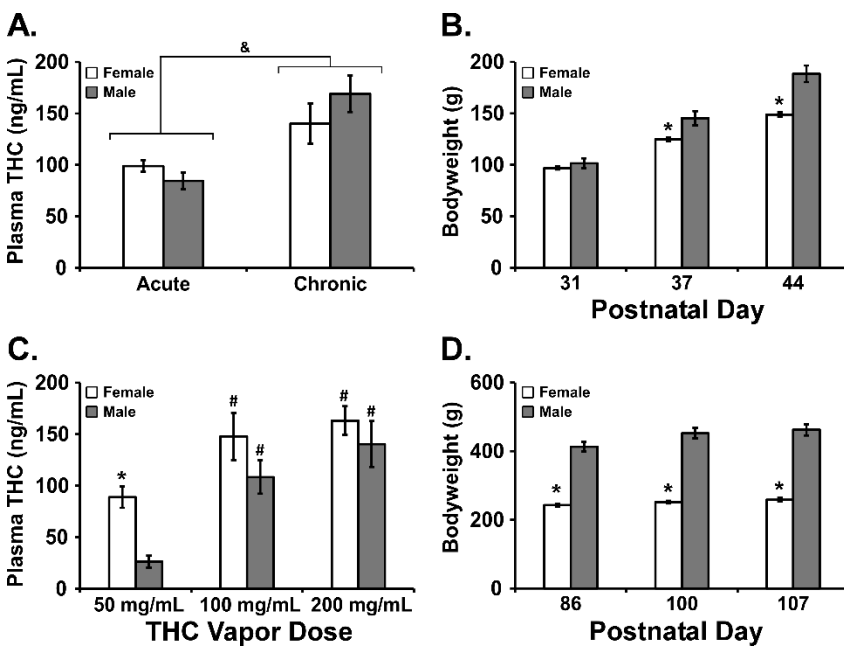 A.
Plasma THC (ng/mL)
200
150
100
50
0
Female
Male
&
Acute
Chronic
B.
Bodyweight (g)
200
150
100
50
0
Female
Male
*
*
31
37
44
Postnatal Day
C.
Plasma THC (ng/mL)
200
150
100
50
0
Female
Male
*
#
#
#
#
50 mg/mL
100 mg/mL
200 mg/mL
THC Vapor Dose
D.
Bodyweight (g)
600
400
200
0
Female
Male
*
*
*
86
100
107
Postnatal Day